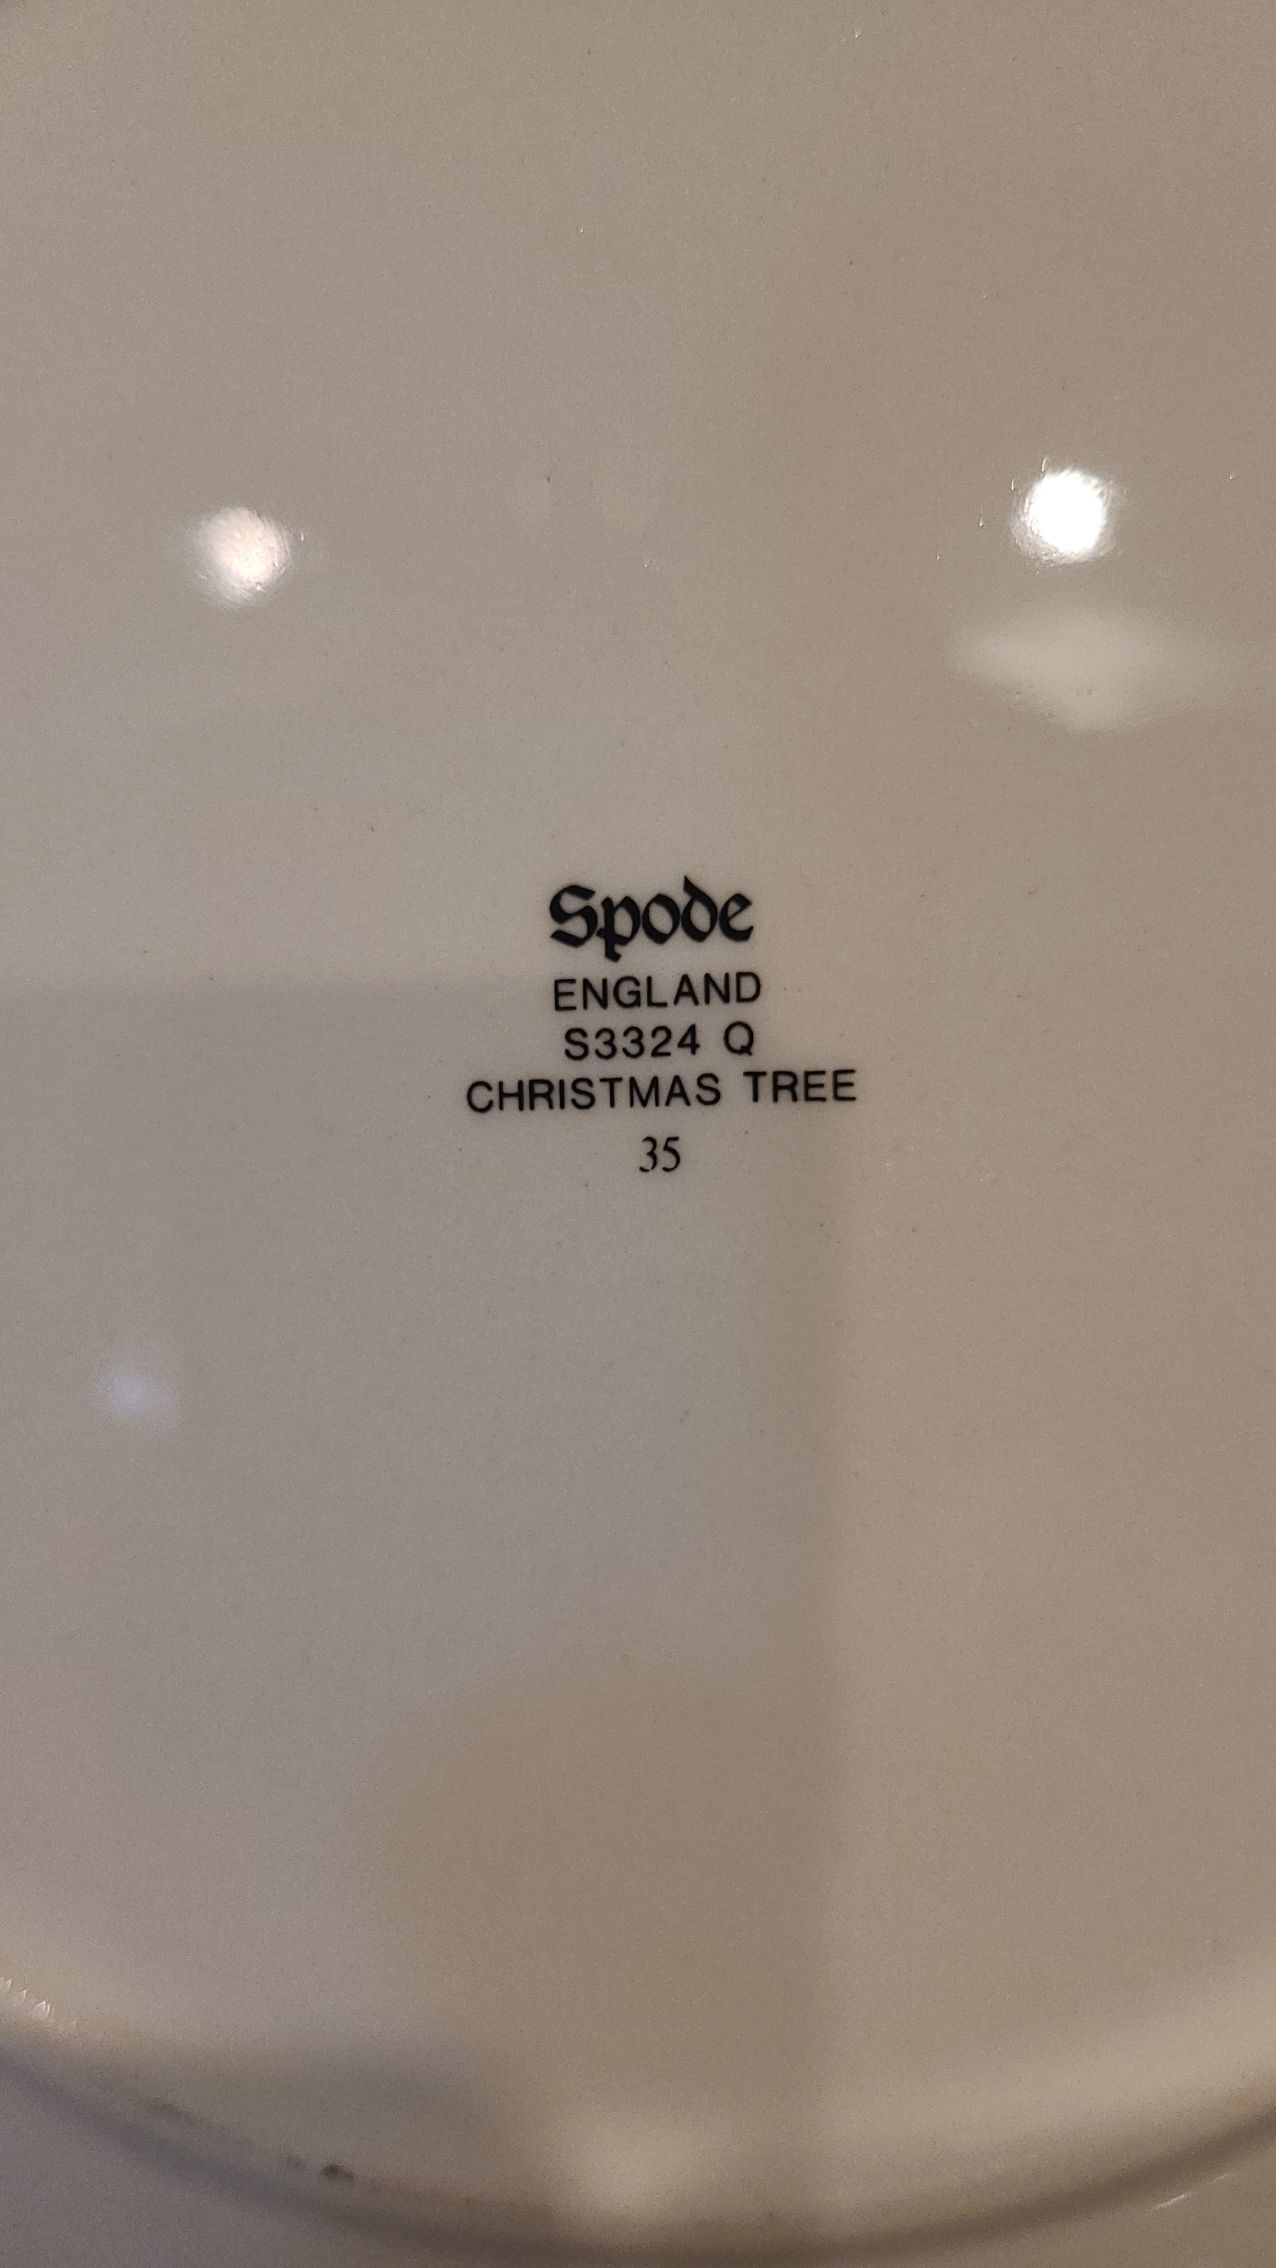 Spode
ENGLAND
S3324 Q
CHRISTMAS TREE
35